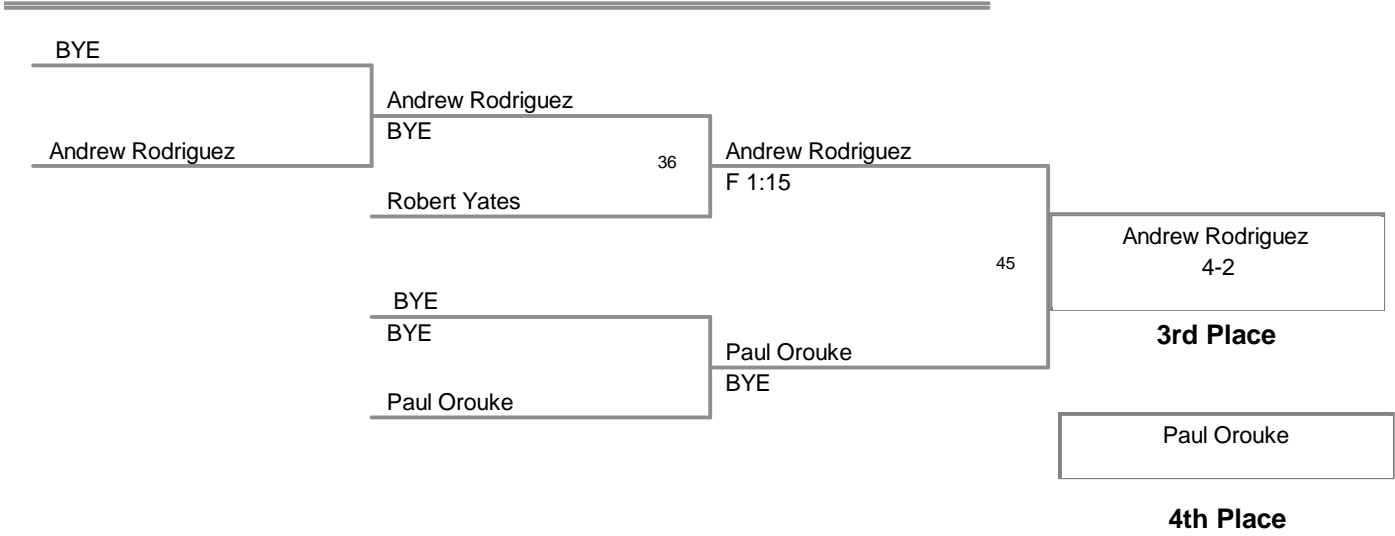 BYE
Andrew Rodriguez
Andrew Rodriguez
BYE
36
Robert Yates
BYE
BYE
Paul Orouke
Andrew Rodriguez
F 1:15
45
Paul Orouke
BYE
Andrew Rodriguez
4-2
3rd Place
Paul Orouke
4th Place